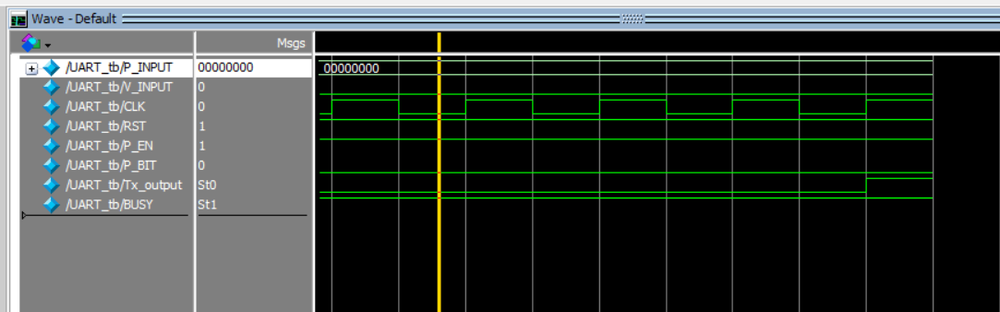 Wave - Default
Msgs
/UART_tb/P_INPUT 00000000 00000000
/UART_tb/V_INPUT 0
/UART_tb/CLK 0
/UART_tb/RST 1
/UART_tb/P_EN 1
/UART_tb/P_BIT 0
/UART_tb/Tx_output St0
/UART_tb/BUSY St1